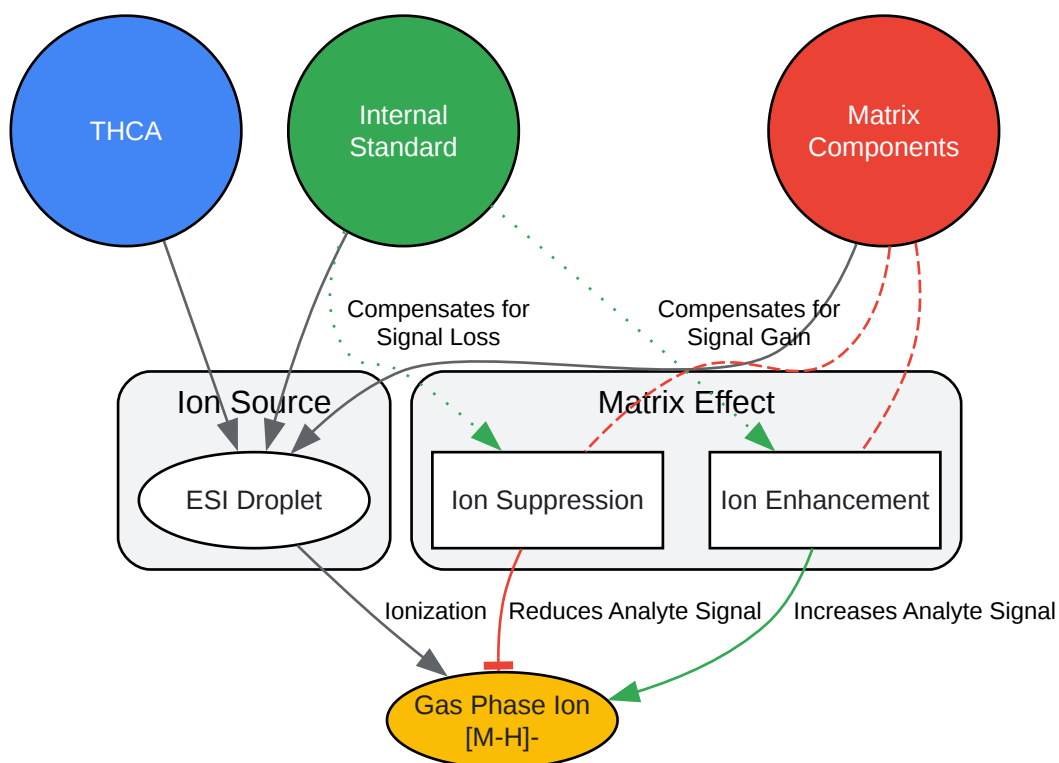 THCA
Internal
Standard
Matrix
Components
Compensates for
Signal Loss
Compensates for
Signal Gain
Ion Source
Matrix Effect
ESI Droplet
Ion Suppression
Ion Enhancement
Ionization
Reduces Analyte Signal
Increases Analyte Signal
Gas Phase Ion
[M-H]-